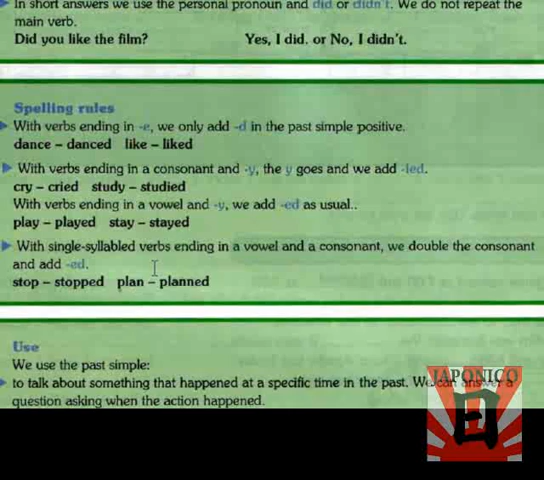 In short answers we use the personal pronoun and did or didn't. We do not repeat the
main verb.
Did you like the film? Yes, I did. or No, I didn't.
Spelling rules
With verbs ending in -e, we only add -d in the past simple positive.
dance – danced like – liked
With verbs ending in a consonant and -y, the y goes and we add -ied.
cry – cried study – studied
With verbs ending in a vowel and -y, we add -ed as usual..
play – played stay – stayed
With single-syllabled verbs ending in a vowel and a consonant, we double the consonant
and add -ed.
stop – stopped plan – planned
Use
We use the past simple:
to talk about something that happened at a specific time in the past. We can answer a
question asking when the action happened.
JAPONICO
日